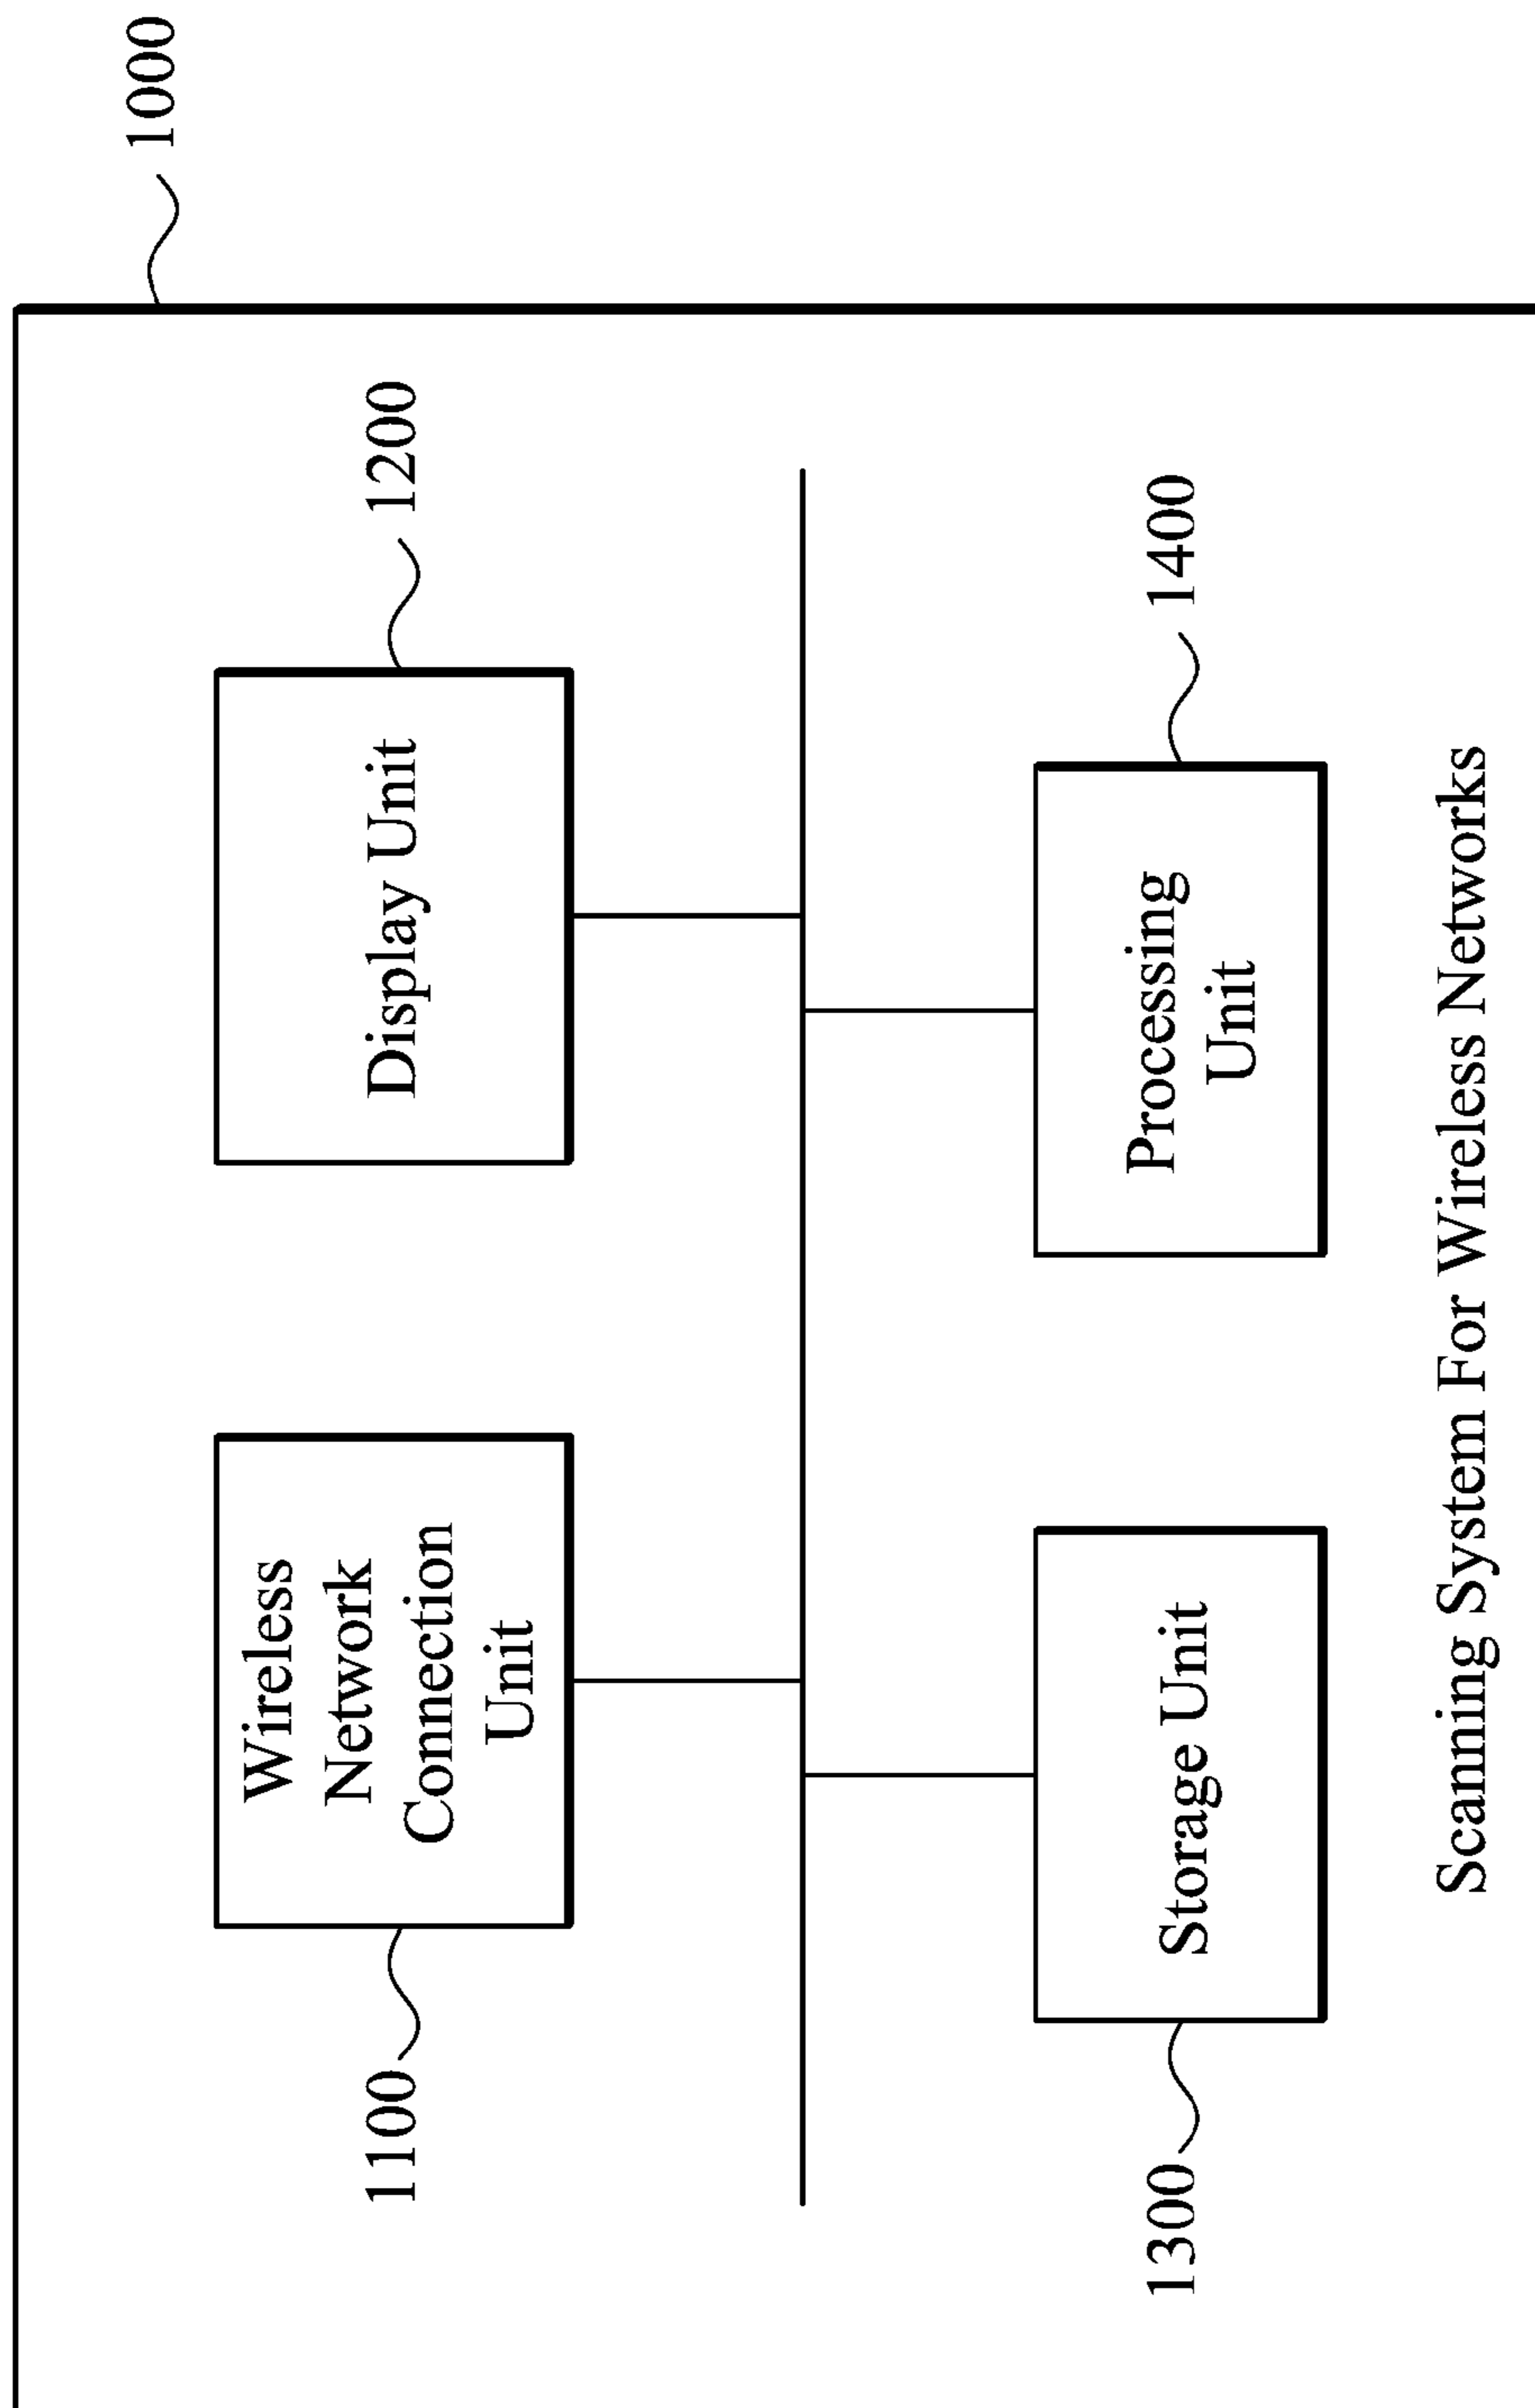 1000
1100
Wireless
Network
Connection
Unit
Display Unit
1200
1300
Storage Unit
Processing
Unit
1400
Scanning System For Wireless Networks